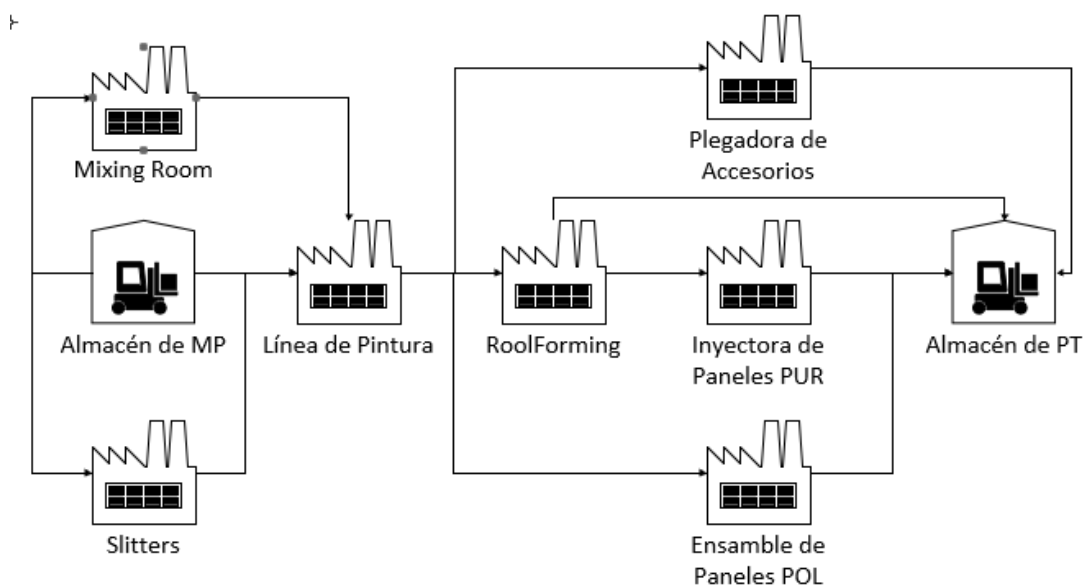 Mixing Room
Plegadora de
Accesorios
Almacén de MP
Línea de Pintura
RoolForming
Inyectora de
Paneles PUR
Almacén de PT
Slitters
Ensamble de
Paneles POL